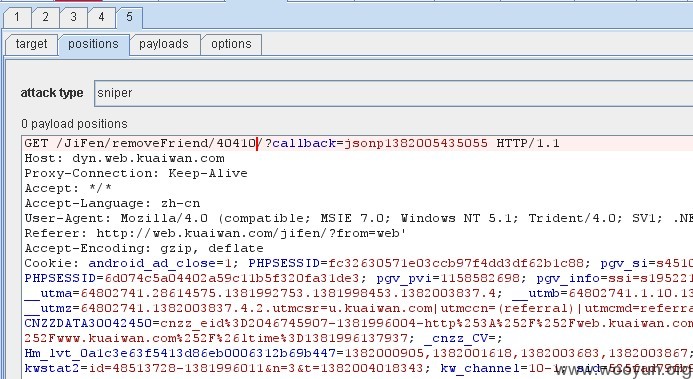 1 2 3 4 5
target positions payloads options
attack type sniper
0 payload positions
GET /JiFen/removeFriend/40410/?callback=jsonp1382005435055 HTTP/1.1
Host: dyn.web.kuaiwan.com
Proxy-Connection: Keep-Alive
Accept: */*
Accept-Language: zh-cn
User-Agent: Mozilla/4.0 (compatible; MSIE 7.0; Windows NT 5.1; Trident/4.0; SV1; .NE
Referer: http://web.kuaiwan.com/jifen/?from=web'
Accept-Encoding: gzip, deflate
Cookie: android_ad_close=1; PHPSESSID=fc32630571e03ccb97f4dd3df62b1c88; pgv_si=s4510
PHPSESSID=6d074c5a04402a59c11b5f320fa31de3; pgv_pvi=1158582698; pgv_info=ssi=s195221
__utma=64802741.28614575.1381992753.1381998453.1382003837.4; __utmb=64802741.1.10.13
__utmz=64802741.1382003837.4.2.utmcsr=u.kuaiwan.com|utmccn=(referral)|utmcmd=referra
CNZZDATA30042450=cnzz_eid%3D2046745907-1381996004-http%253A%252F%252Fweb.kuaiwan.com
252Fwww.kuaiwan.com%252F%26ltime%3D1381996137937; _cnzz_CV=;
Hm_lvt_0a1c3e63f5413d86eb0006312b69b447=1382000905,1382001618,1382003683,1382003867;
kwstat2=id=48513728-1381996011&n=3&t=1382004018343; kw_channel=10-1;
www.wooyun.org